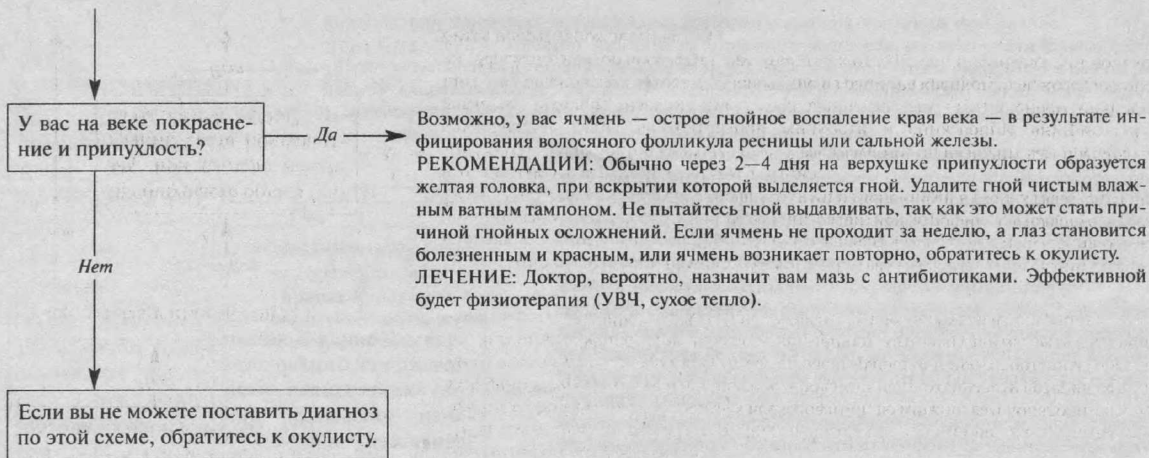 У вас на веке покрасне-
ние и припухлость?
Да
Возможно, у вас ячмень — острое гнойное воспаление края века — в результате ин-
фицирования волосяного фолликула ресницы или сальной железы.
РЕКОМЕНДАЦИИ: Обычно через 2—4 дня на верхушке припухлости образуется
желтая головка, при вскрытии которой выделяется гной. Удалите гной чистым влаж-
ным ватным тампоном. Не пытайтесь гной выдавливать, так как это может стать при-
чиной гнойных осложнений. Если ячмень не проходит за неделю, а глаз становится
болезненным и красным, или ячмень возникает повторно, обратитесь к окулисту.
ЛЕЧЕНИЕ: Доктор, вероятно, назначит вам мазь с антибиотиками. Эффективной
будет физиотерапия (УВЧ, сухое тепло).
Нет
Если вы не можете поставить диагноз
по этой схеме, обратитесь к окулисту.